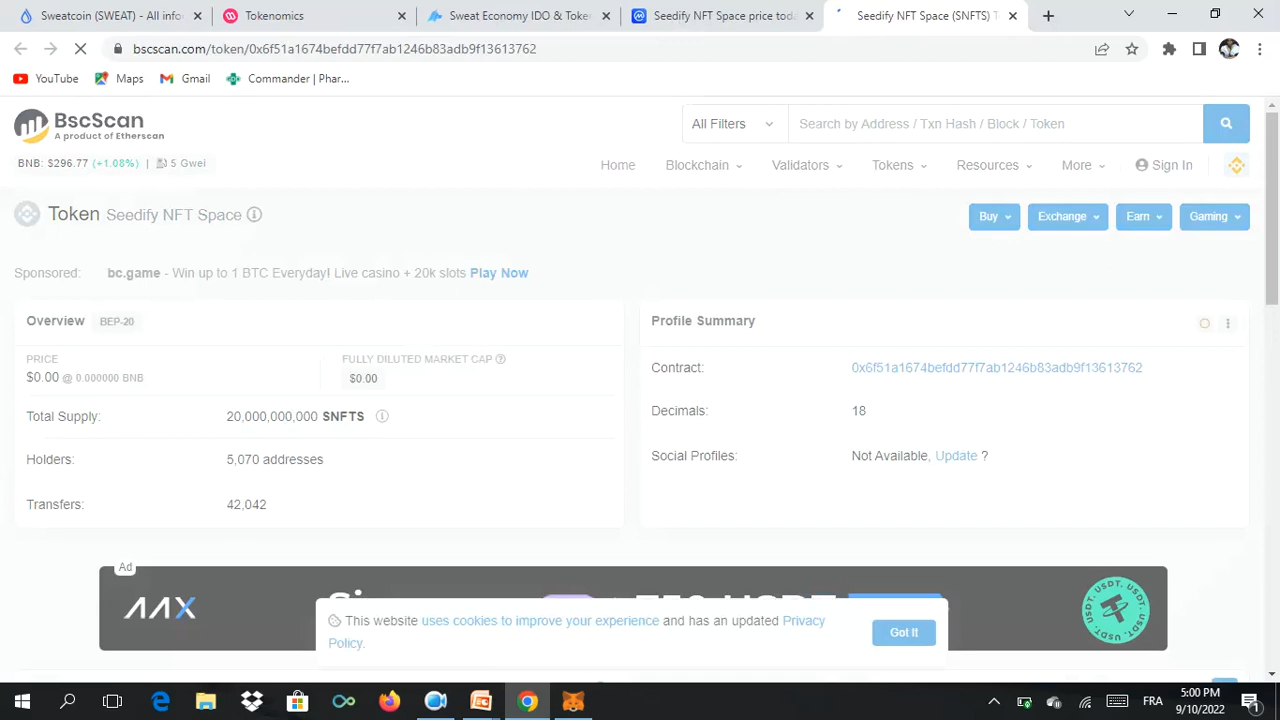 Sweatcoin (SWEAT) - All info
Tokenomics
Sweat Economy IDO & Token
Seedify NFT Space price toda
Seedify NFT Space (SNFTS) T
bscscan.com/token/0x6f51a1674befdd77f7ab1246b83adb9f13613762
YouTube
Maps
Gmail
Commander | Phar...
BscScan
A product of Etherscan
All Filters
Search by Address / Txn Hash / Block / Token
BNB: $296.77 (+1.08%) | 5 Gwei
Home
Blockchain
Validators
Tokens
Resources
More
Sign In
Token Seedify NFT Space
Buy
Exchange
Earn
Gaming
Sponsored: bc.game - Win up to 1 BTC Everyday! Live casino + 20k slots Play Now
Overview BEP-20
PRICE
$0.00 @ 0.000000 BNB
FULLY DILUTED MARKET CAP
$0.00
Total Supply: 20,000,000,000 SNFTS
Holders: 5,070 addresses
Transfers: 42,042
Profile Summary
Contract: 0x6f51a1674befdd77f7ab1246b83adb9f13613762
Decimals: 18
Social Profiles: Not Available, Update ?
Ad
AAX
USDT. USDT. USDT. USDT.
This website uses cookies to improve your experience and has an updated Privacy
Policy.
Got It
FRA
5:00 PM
9/10/2022
1